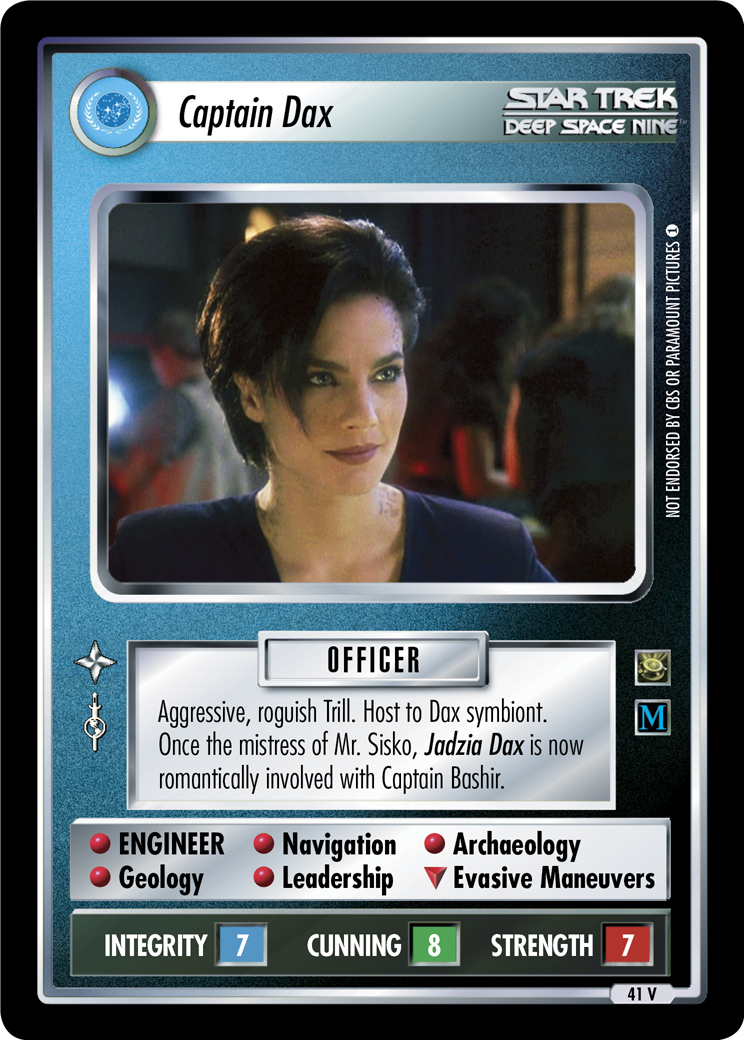 Captain Dax
STAR TREK
DEEP SPACE NINE™
NOT ENDORSED BY CBS OR PARAMOUNT PICTURES 1
OFFICER
M
Aggressive, roguish Trill. Host to Dax symbiont.
Once the mistress of Mr. Sisko, Jadzia Dax is now
romantically involved with Captain Bashir.
ENGINEER Navigation Archaeology
Geology Leadership Evasive Maneuvers
INTEGRITY 7 CUNNING 8 STRENGTH 7
41 V